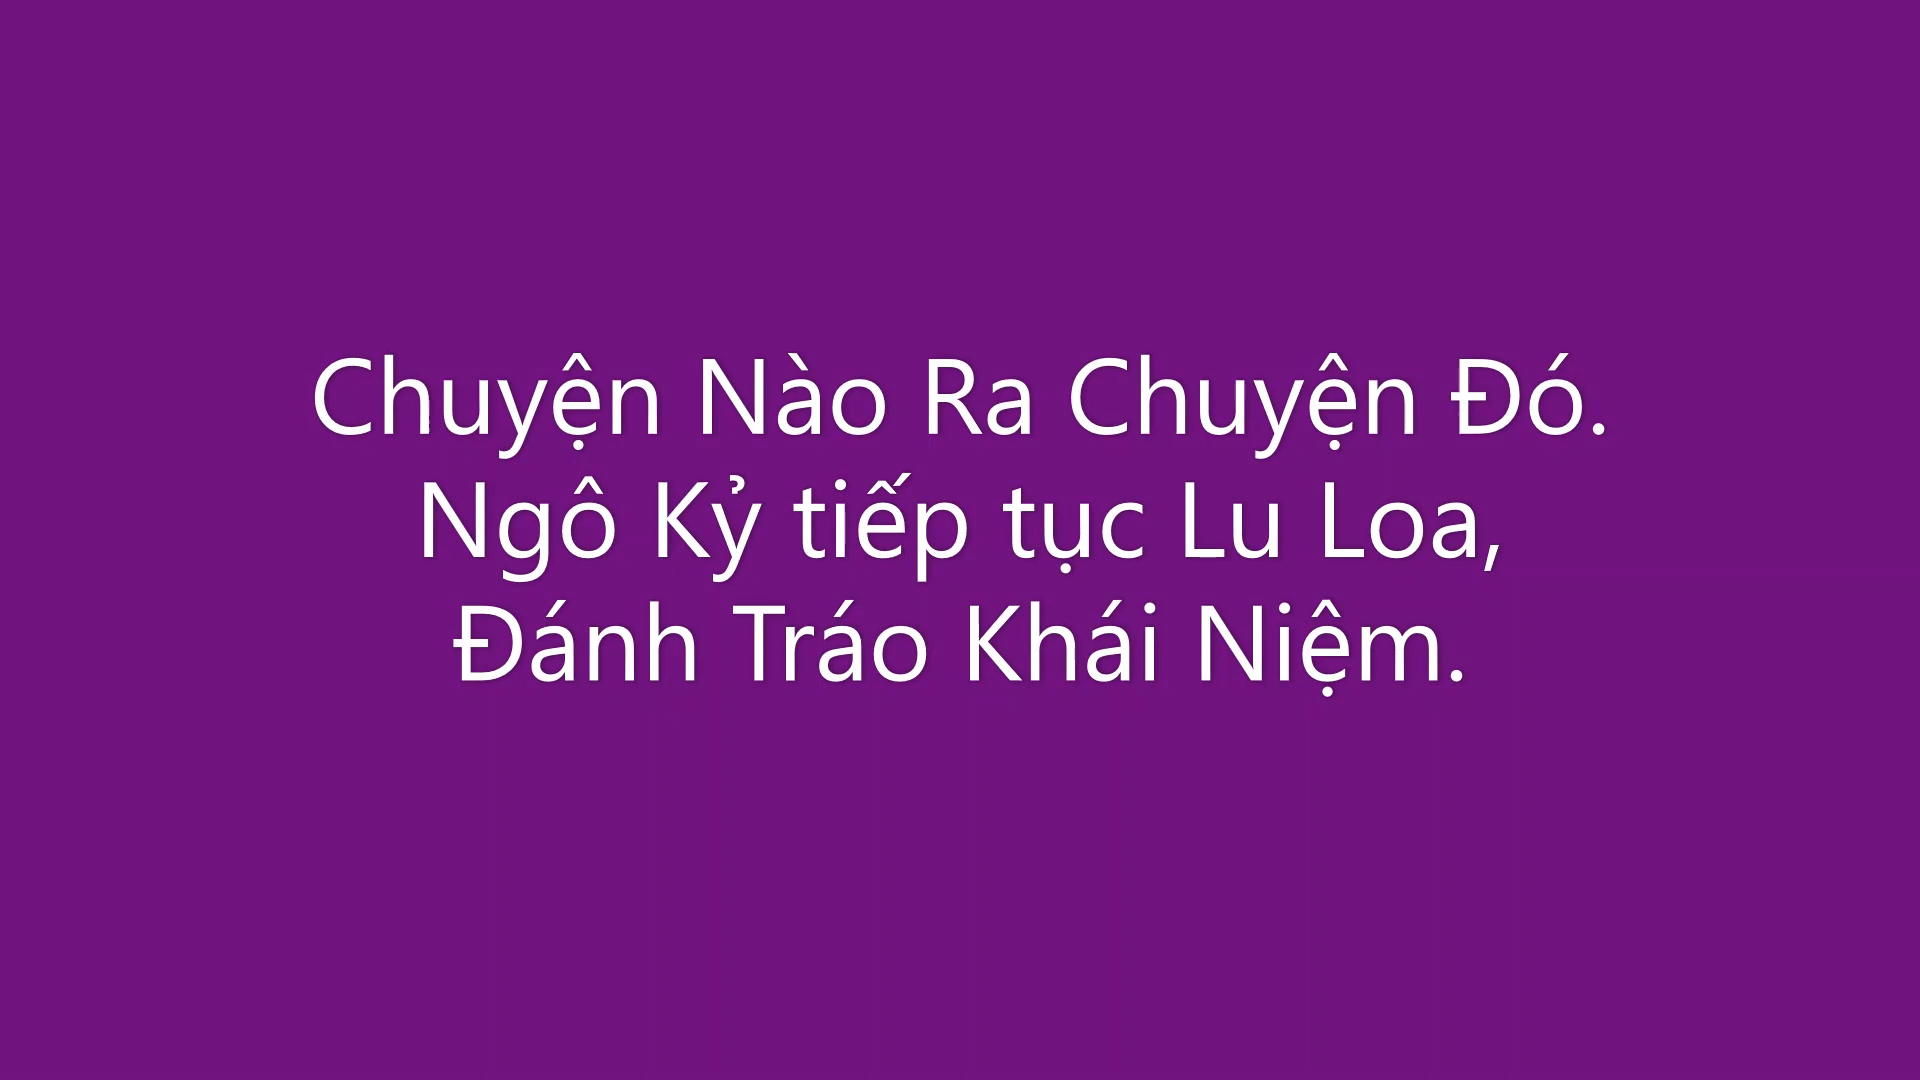 Chuyện Nào Ra Chuyện Đó.
Ngô Kỷ tiếp tục Lu Loa,
Đánh Tráo Khái Niệm.